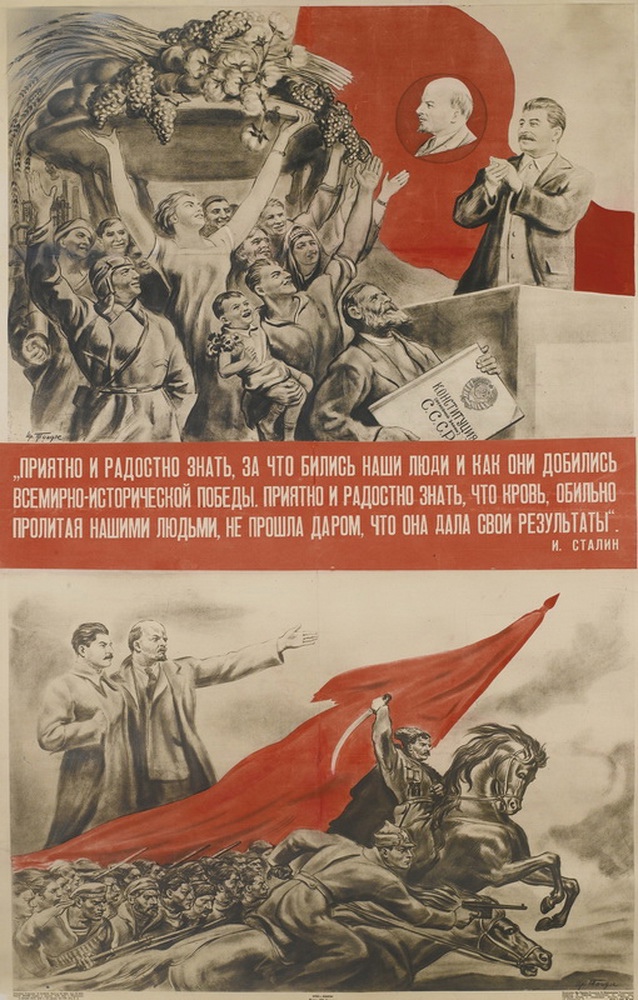 КОНСТИТУЦИЯ
СССР
„ПРИЯТНО И РАДОСТНО ЗНАТЬ, ЗА ЧТО БИЛИСЬ НАШИ ЛЮДИ И КАК ОНИ ДОБИЛИСЬ
ВСЕМИРНО-ИСТОРИЧЕСКОЙ ПОБЕДЫ. ПРИЯТНО И РАДОСТНО ЗНАТЬ, ЧТО КРОВЬ, ОБИЛЬНО
ПРОЛИТАЯ НАШИМИ ЛЮДЬМИ, НЕ ПРОШЛА ДАРОМ, ЧТО ОНА ДАЛА СВОИ РЕЗУЛЬТАТЫ“.
И. СТАЛИН